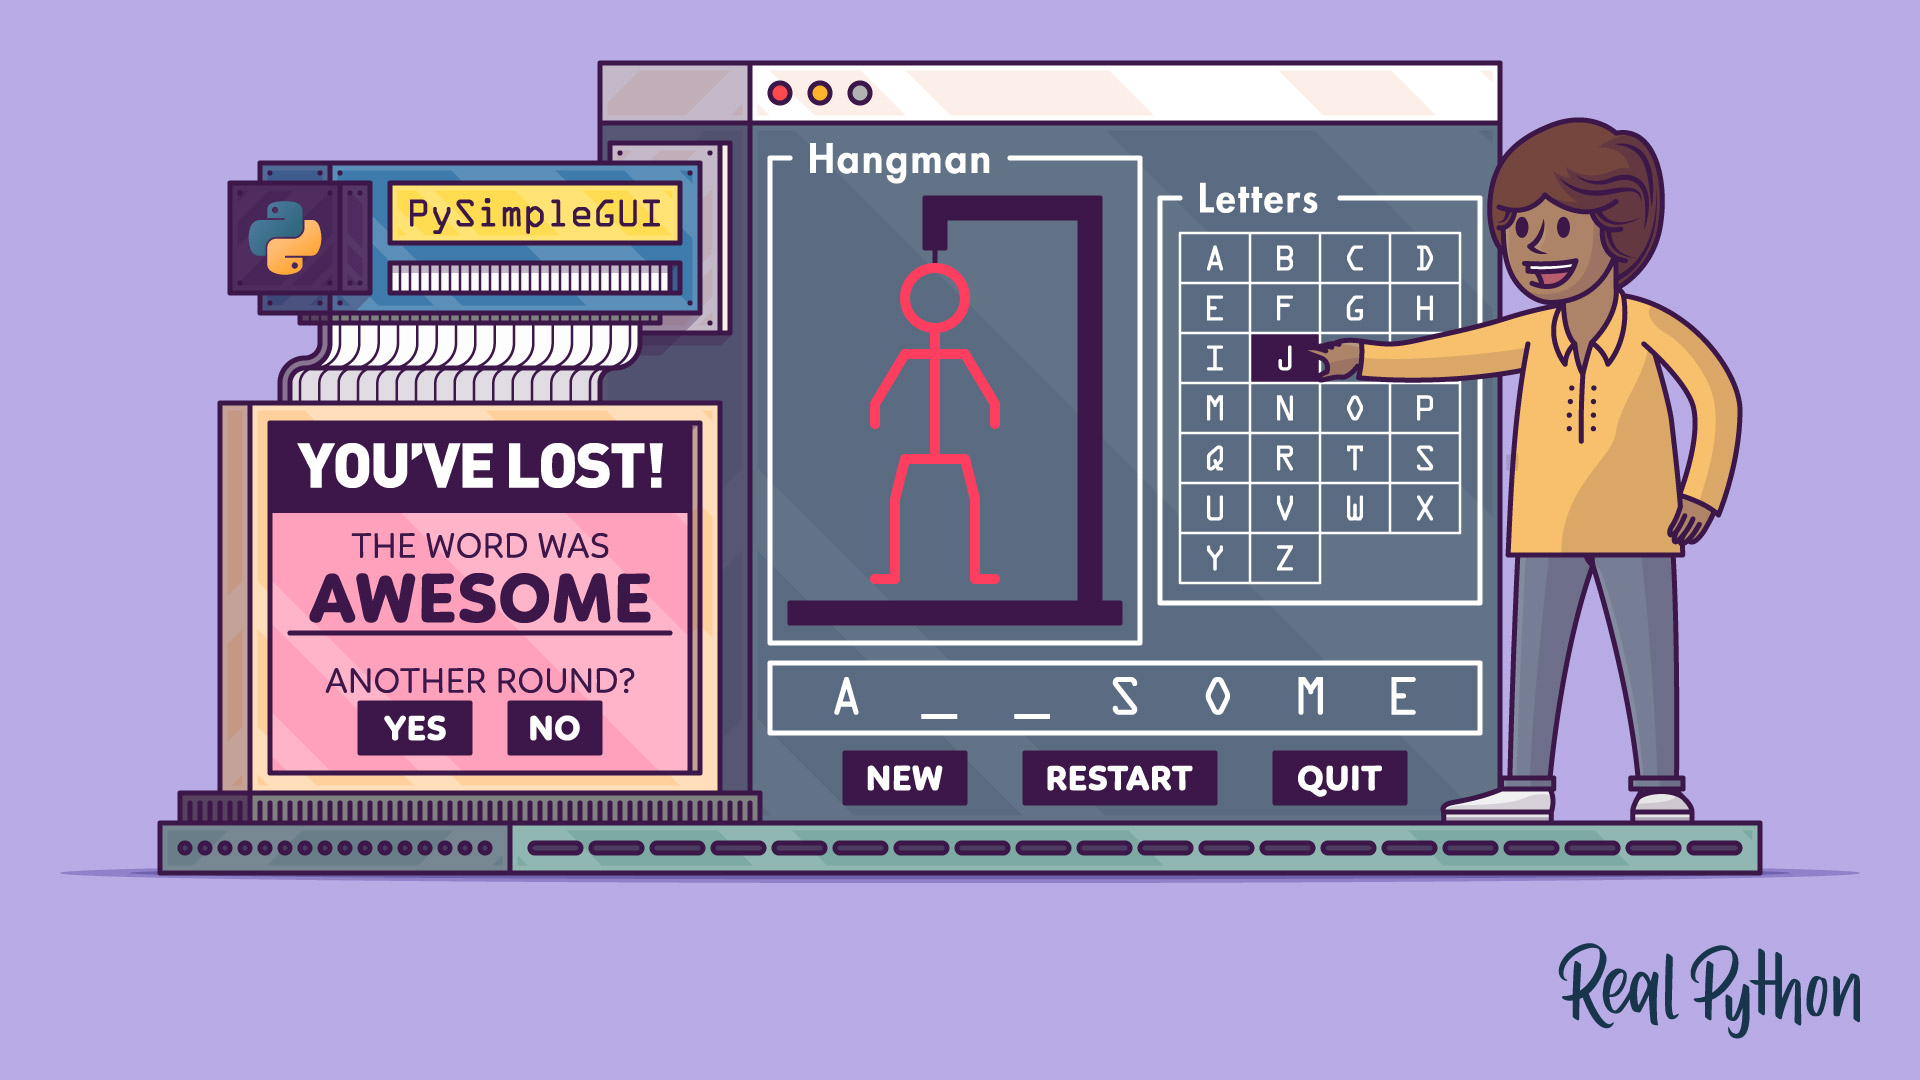 PySimpleGUI
YOU'VE LOST!
THE WORD WAS
AWESOME
ANOTHER ROUND?
YES NO
Hangman
Letters
A B C D
E F G H
I J
M N O P
Q R T S
U V W X
Y Z
A _ _ S O M E
NEW RESTART QUIT
Real Python